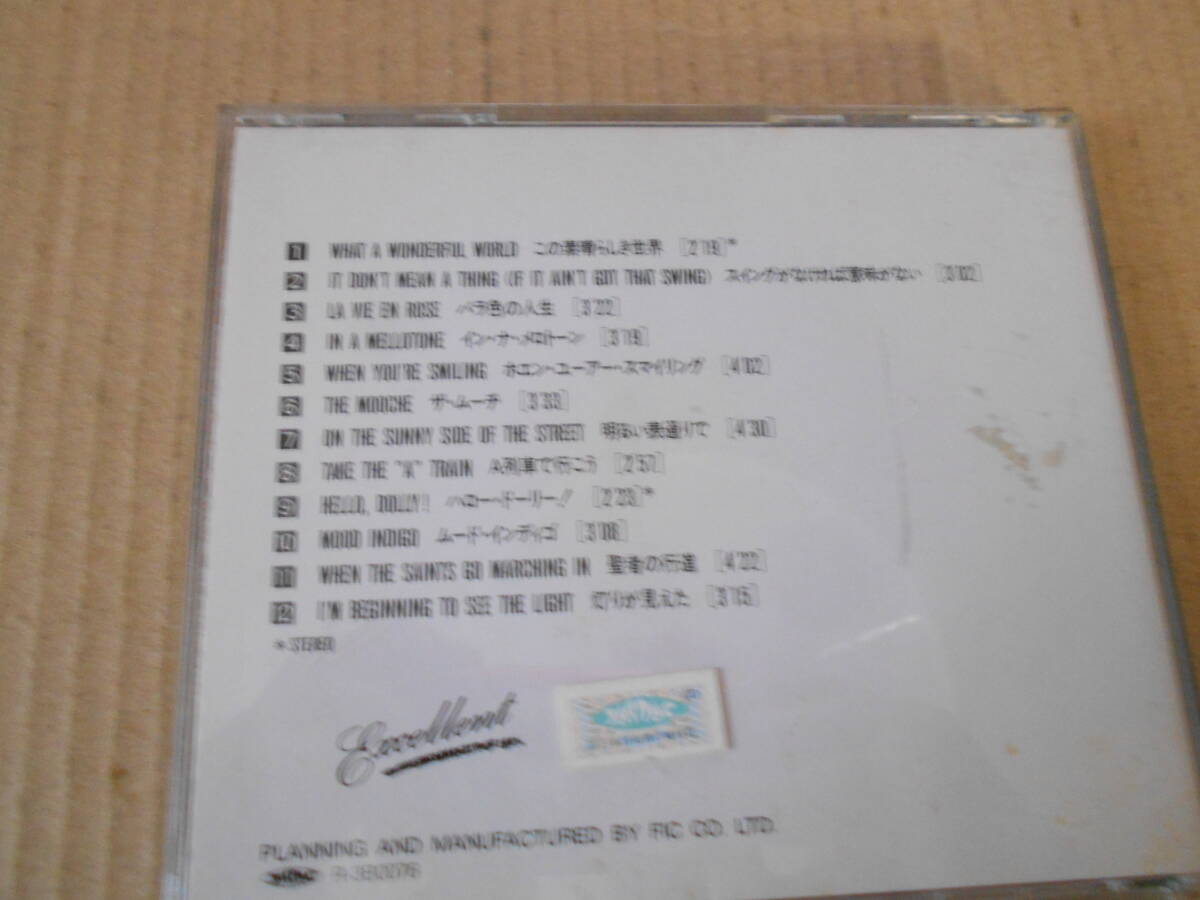 1 WHAT A WONDERFUL WORLD この素晴らしき世界 [2'19]*
2 IT DON'T MEAN A THING (IF IT AIN'T GOT THAT SWING) スイングがなければ意味がない [3'02]
3 LA VIE EN ROSE バラ色の人生 [3'22]
4 IN A MELLOTONE イン・ナ・メロトーン [3'19]
5 WHEN YOU'RE SMILING ホエン・ユーアー・スマイリング [4'02]
6 THE MOOCHE ザ・ムーチ [3'33]
7 ON THE SUNNY SIDE OF THE STREET 明るい表通りで [4'30]
8 TAKE THE "A" TRAIN A列車で行こう [2'57]
9 HELLO, DOLLY! ハロー・ドーリー!! [2'23]*
10 MOOD INDIGO ムード・インディゴ [3'08]
11 WHEN THE SAINTS GO MARCHING IN 聖者の行進 [4'22]
12 I'M BEGINNING TO SEE THE LIGHT 灯りが見えた [3'15]
*STEREO
Excellent
PLANNING AND MANUFACTURED BY RIC CO. LTD.